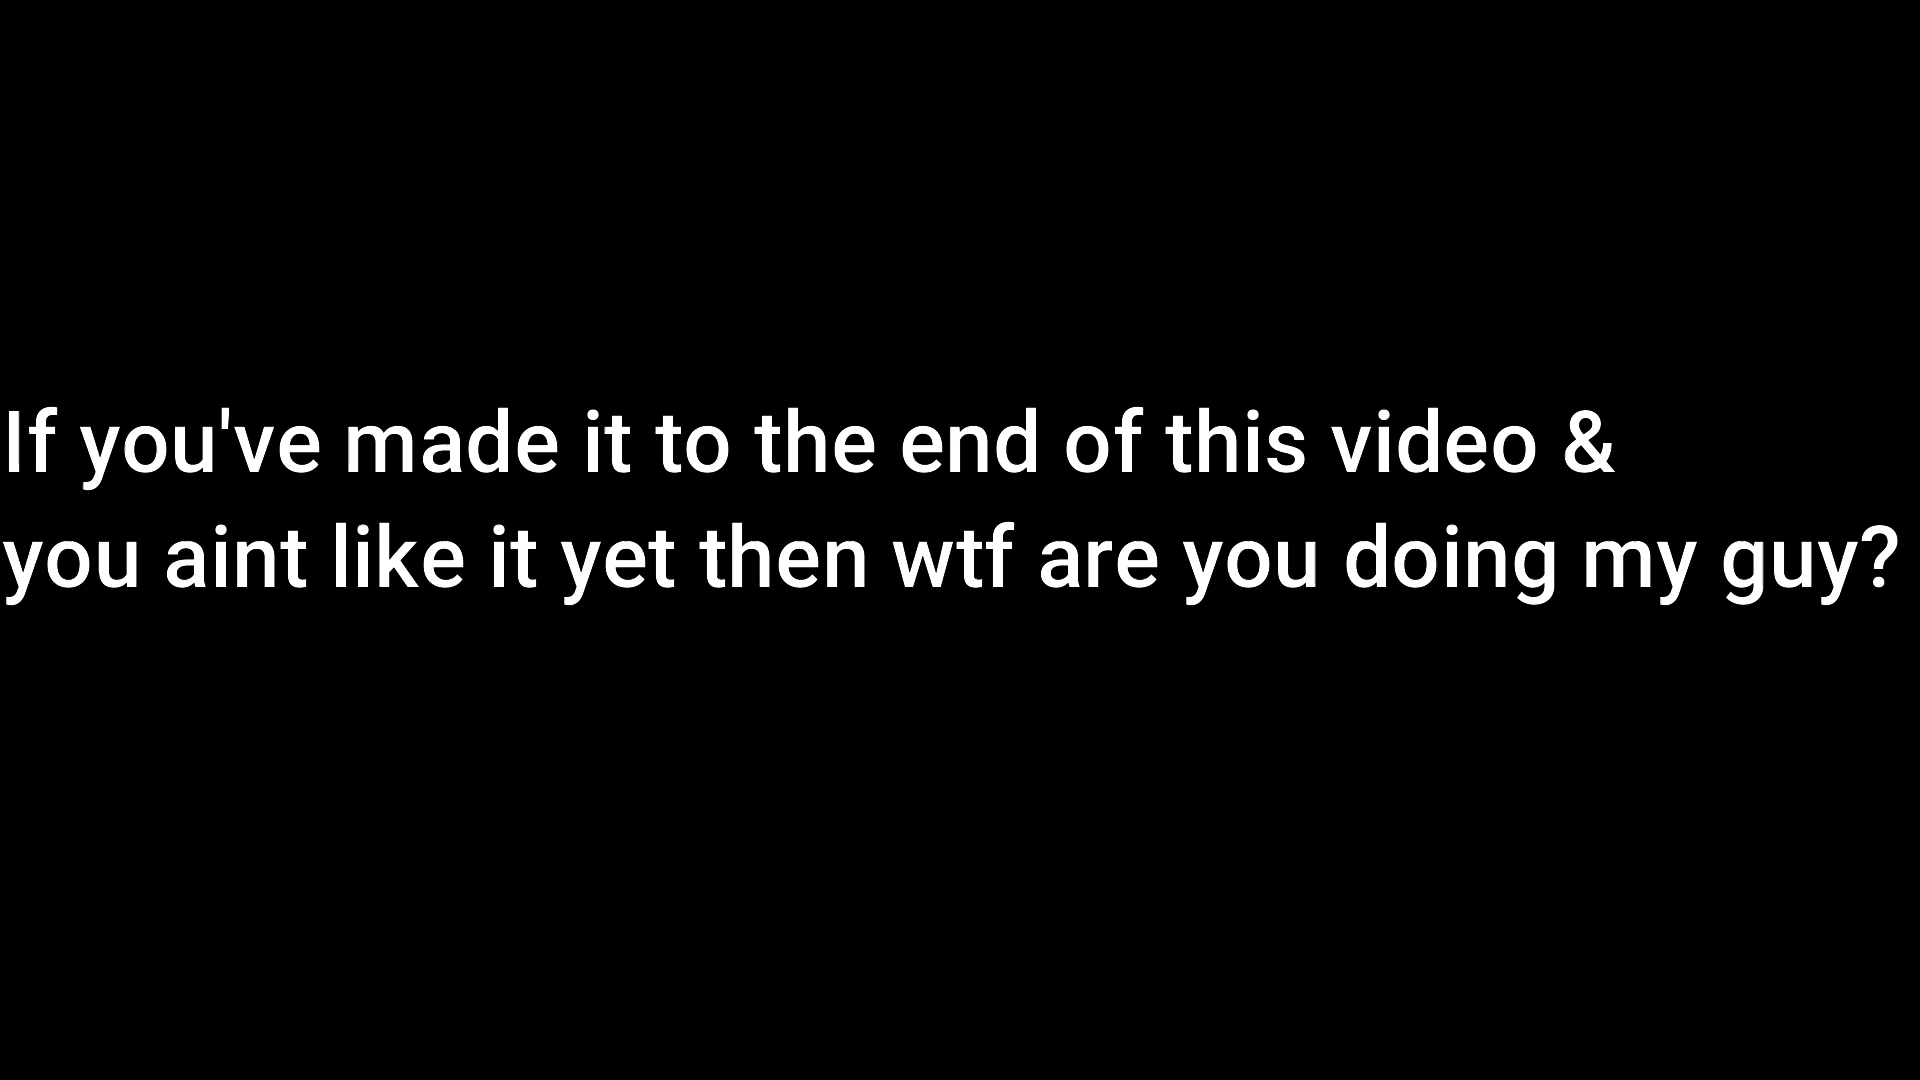 If you've made it to the end of this video &
you aint like it yet then wtf are you doing my guy?